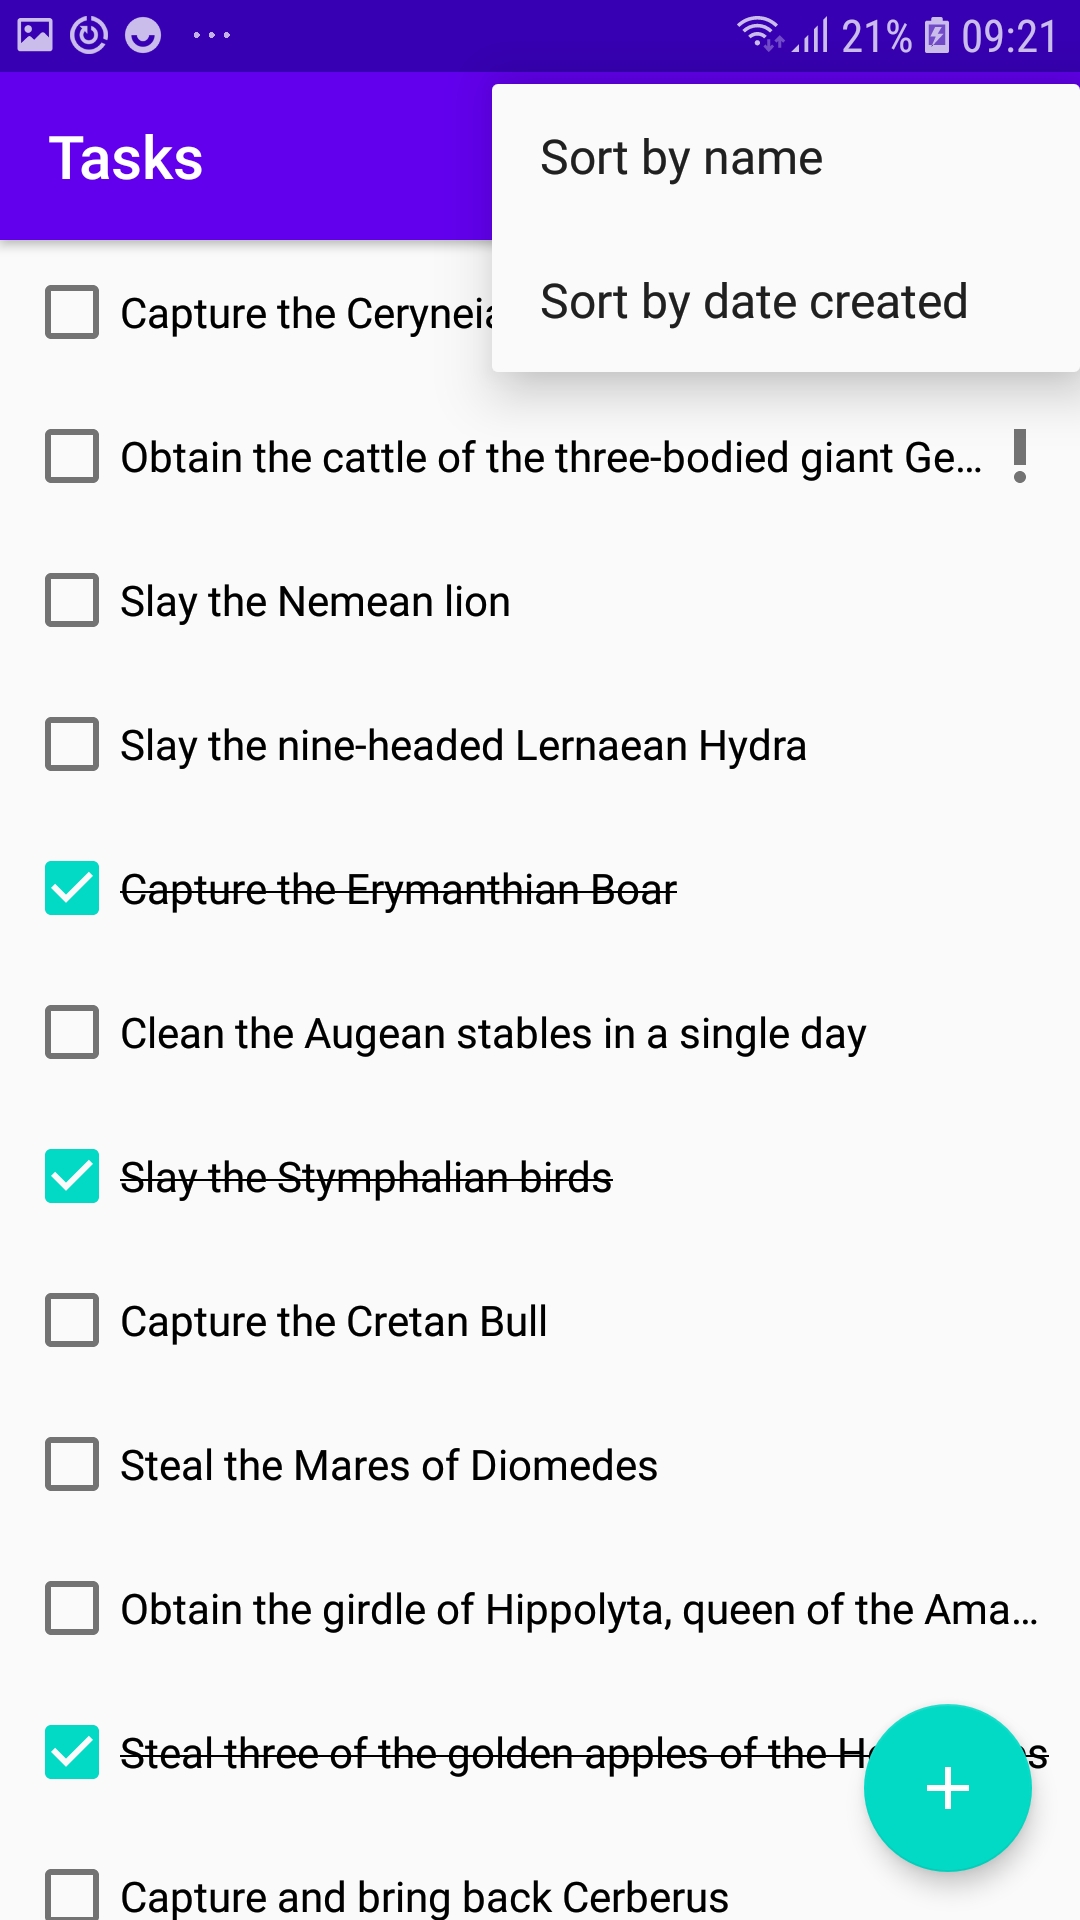 21% 09:21
Tasks
Sort by name
Sort by date created
Capture the
Obtain the cattle of the three-bodied giant Ge...
Slay the Nemean lion
Slay the nine-headed Lernaean Hydra
Capture the Erymanthian Boar
Clean the Augean stables in a single day
Slay the Stymphalian birds
Capture the Cretan Bull
Steal the Mares of Diomedes
Obtain the girdle of Hippolyta, queen of the Ama...
Steal three of the golden apples of the
Capture and bring back Cerberus